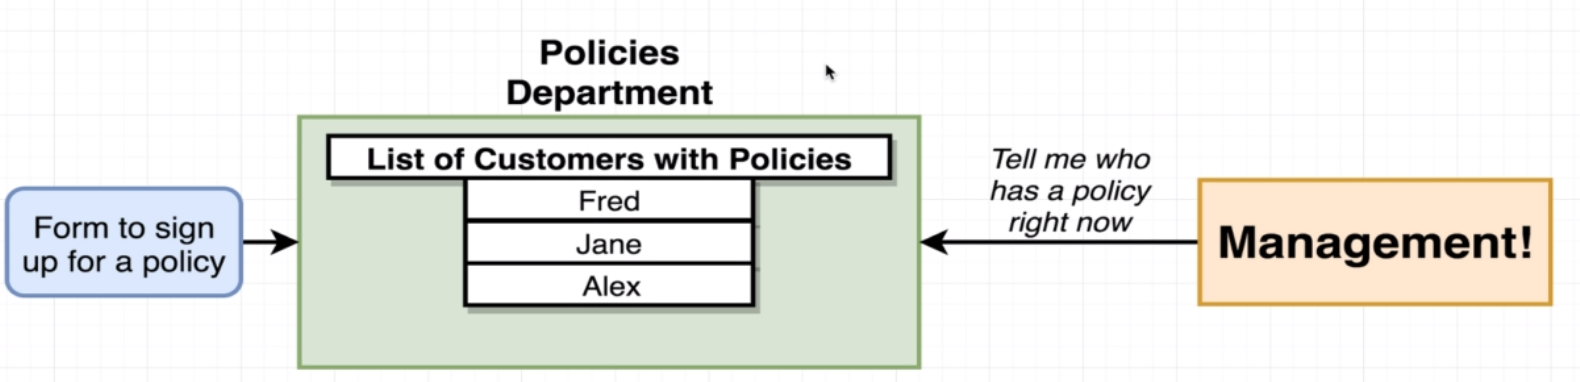 Policies
Department
List of Customers with Policies
Fred
Jane
Alex
Form to sign
up for a policy
Tell me who
has a policy
right now
Management!